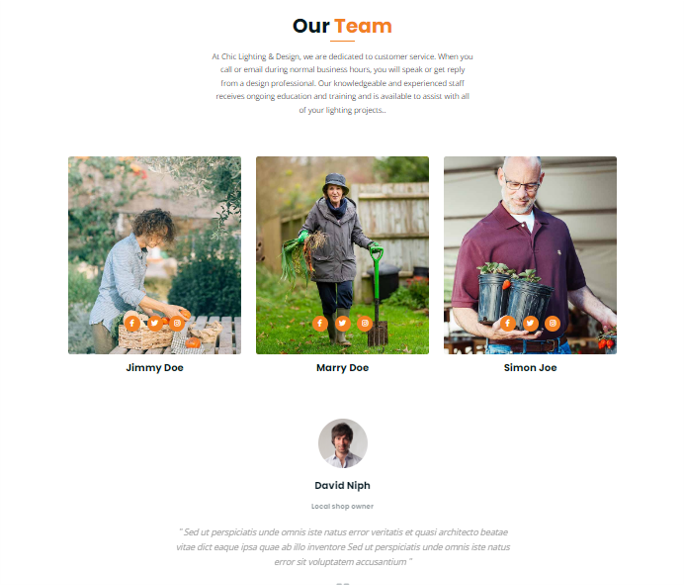 Our Team
At Chic Lighting & Design, we are dedicated to customer service. When you
call or email during normal business hours, you will speak or get reply
from a design professional. Our knowledgeable and experienced staff
receives ongoing education and training and is available to assist with all
of your lighting projects..
Jimmy Doe
Marry Doe
Simon Joe
David Niph
Local shop owner
" Sed ut perspiciatis unde omnis iste natus error veritatis et quasi architecto beatae
vitae dict eaque ipsa quae ab illo inventore Sed ut perspiciatis unde omnis iste natus
error sit voluptatem accusantium "